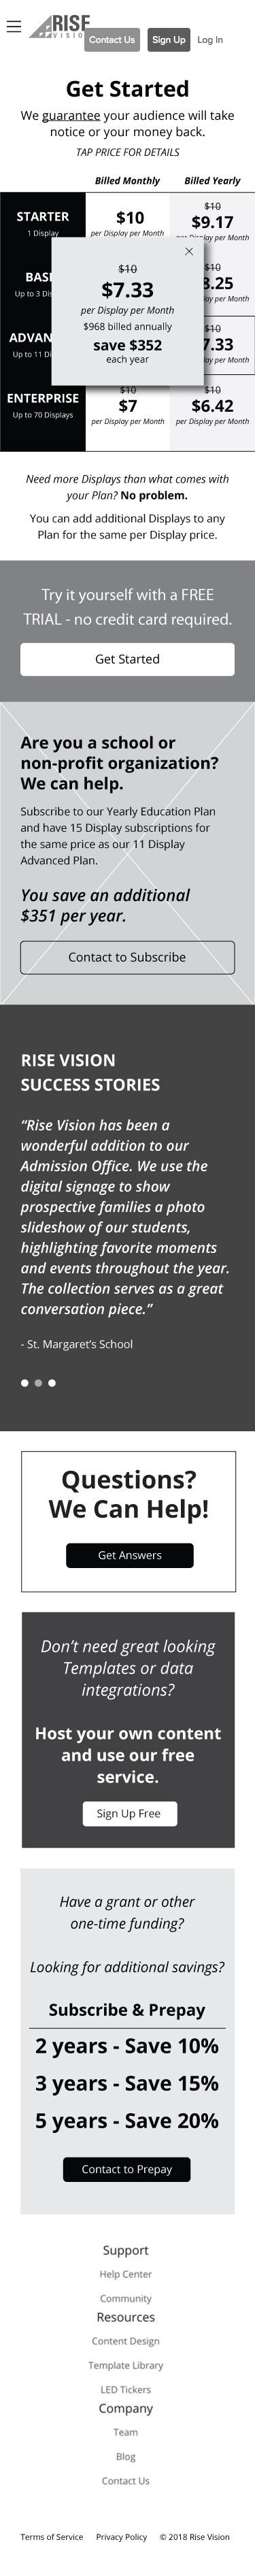 RISE
VISION
Contact Us
Sign Up
Log In
Get Started
We guarantee your audience will take
notice or your money back.
TAP PRICE FOR DETAILS
Billed Monthly
Billed Yearly
STARTER
1 Display
$10
per Display per Month
$10
$9.17
per Month
BAS
Up to 3 Dis
$10
8.25
ay per Month
ADVAN
Up to 11 Di
$10
7.33
ay per Month
$10
$7.33
per Display per Month
$968 billed annually
save $352
each year
ENTERPRISE
Up to 70 Displays
$10
$7
per Display per Month
$10
$6.42
per Display per Month
Need more Displays than what comes with
your Plan? No problem.
You can add additional Displays to any
Plan for the same per Display price.
Try it yourself with a FREE
TRIAL - no credit card required.
Get Started
Are you a school or
non-profit organization?
We can help.
Subscribe to our Yearly Education Plan
and have 15 Display subscriptions for
the same price as our 11 Display
Advanced Plan.
You save an additional
$351 per year.
Contact to Subscribe
RISE VISION
SUCCESS STORIES
“Rise Vision has been a
wonderful addition to our
Admission Office. We use the
digital signage to show
prospective families a photo
slideshow of our students,
highlighting favorite moments
and events throughout the year.
The collection serves as a great
conversation piece.”
- St. Margaret’s School
Questions?
We Can Help!
Get Answers
Don’t need great looking
Templates or data
integrations?
Host your own content
and use our free
service.
Sign Up Free
Have a grant or other
one-time funding?
Looking for additional savings?
Subscribe & Prepay
2 years - Save 10%
3 years - Save 15%
5 years - Save 20%
Contact to Prepay
Support
Help Center
Community
Resources
Content Design
Template Library
LED Tickers
Company
Team
Blog
Contact Us
Terms of Service
Privacy Policy
© 2018 Rise Vision